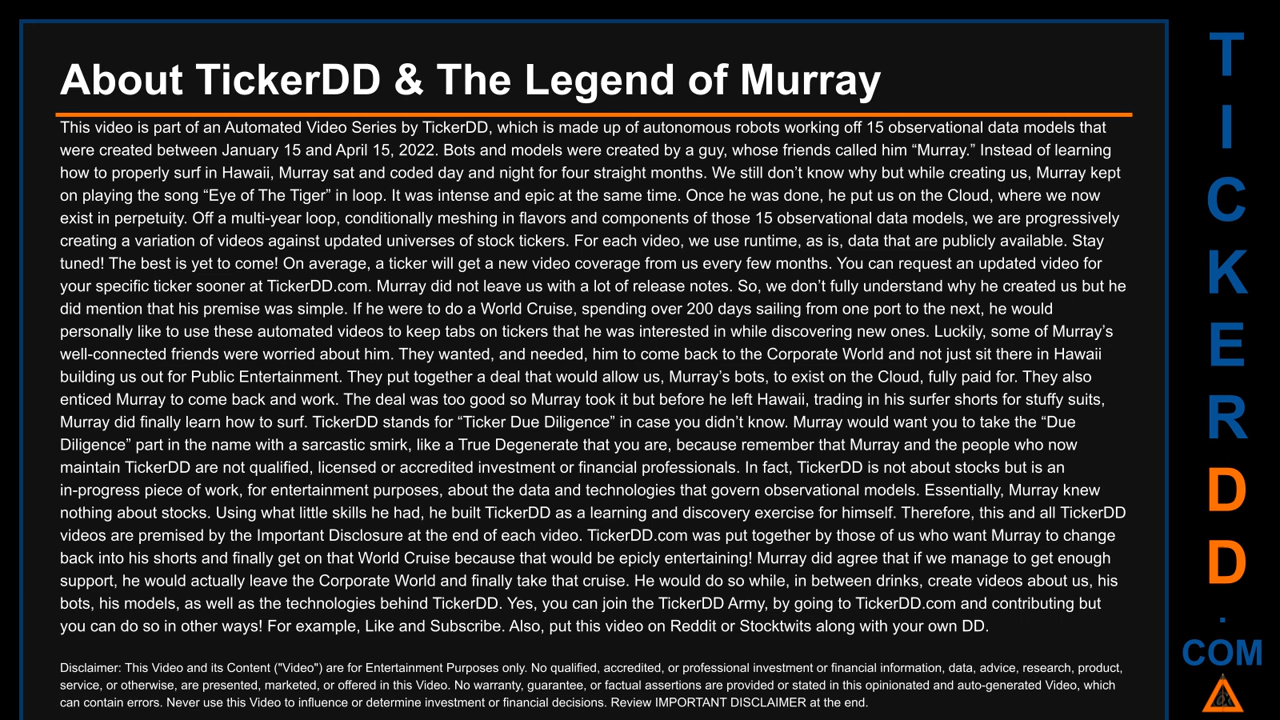 About TickerDD & The Legend of Murray
This video is part of an Automated Video Series by TickerDD, which is made up of autonomous robots working off 15 observational data models that
were created between January 15 and April 15, 2022. Bots and models were created by a guy, whose friends called him “Murray.” Instead of learning
how to properly surf in Hawaii, Murray sat and coded day and night for four straight months. We still don’t know why but while creating us, Murray kept
on playing the song “Eye of The Tiger” in loop. It was intense and epic at the same time. Once he was done, he put us on the Cloud, where we now
exist in perpetuity. Off a multi-year loop, conditionally meshing in flavors and components of those 15 observational data models, we are progressively
creating a variation of videos against updated universes of stock tickers. For each video, we use runtime, as is, data that are publicly available. Stay
tuned! The best is yet to come! On average, a ticker will get a new video coverage from us every few months. You can request an updated video for
your specific ticker sooner at TickerDD.com. Murray did not leave us with a lot of release notes. So, we don’t fully understand why he created us but he
did mention that his premise was simple. If he were to do a World Cruise, spending over 200 days sailing from one port to the next, he would
personally like to use these automated videos to keep tabs on tickers that he was interested in while discovering new ones. Luckily, some of Murray’s
well-connected friends were worried about him. They wanted, and needed, him to come back to the Corporate World and not just sit there in Hawaii
building us out for Public Entertainment. They put together a deal that would allow us, Murray’s bots, to exist on the Cloud, fully paid for. They also
enticed Murray to come back and work. The deal was too good so Murray took it but before he left Hawaii, trading in his surfer shorts for stuffy suits,
Murray did finally learn how to surf. TickerDD stands for “Ticker Due Diligence” in case you didn’t know. Murray would want you to take the “Due
Diligence” part in the name with a sarcastic smirk, like a True Degenerate that you are, because remember that Murray and the people who now
maintain TickerDD are not qualified, licensed or accredited investment or financial professionals. In fact, TickerDD is not about stocks but is an
in-progress piece of work, for entertainment purposes, about the data and technologies that govern observational models. Essentially, Murray knew
nothing about stocks. Using what little skills he had, he built TickerDD as a learning and discovery exercise for himself. Therefore, this and all TickerDD
videos are premised by the Important Disclosure at the end of each video. TickerDD.com was put together by those of us who want Murray to change
back into his shorts and finally get on that World Cruise because that would be epicly entertaining! Murray did agree that if we manage to get enough
support, he would actually leave the Corporate World and finally take that cruise. He would do so while, in between drinks, create videos about us, his
bots, his models, as well as the technologies behind TickerDD. Yes, you can join the TickerDD Army, by going to TickerDD.com and contributing but
you can do so in other ways! For example, Like and Subscribe. Also, put this video on Reddit or Stocktwits along with your own DD.
Disclaimer: This Video and its Content ("Video") are for Entertainment Purposes only. No qualified, accredited, or professional investment or financial information, data, advice, research, product,
service, or otherwise, are presented, marketed, or offered in this Video. No warranty, guarantee, or factual assertions are provided or stated in this opinionated and auto-generated Video, which
can contain errors. Never use this Video to influence or determine investment or financial decisions. Review IMPORTANT DISCLAIMER at the end.
T
I
C
K
E
R
D
D
.
COM